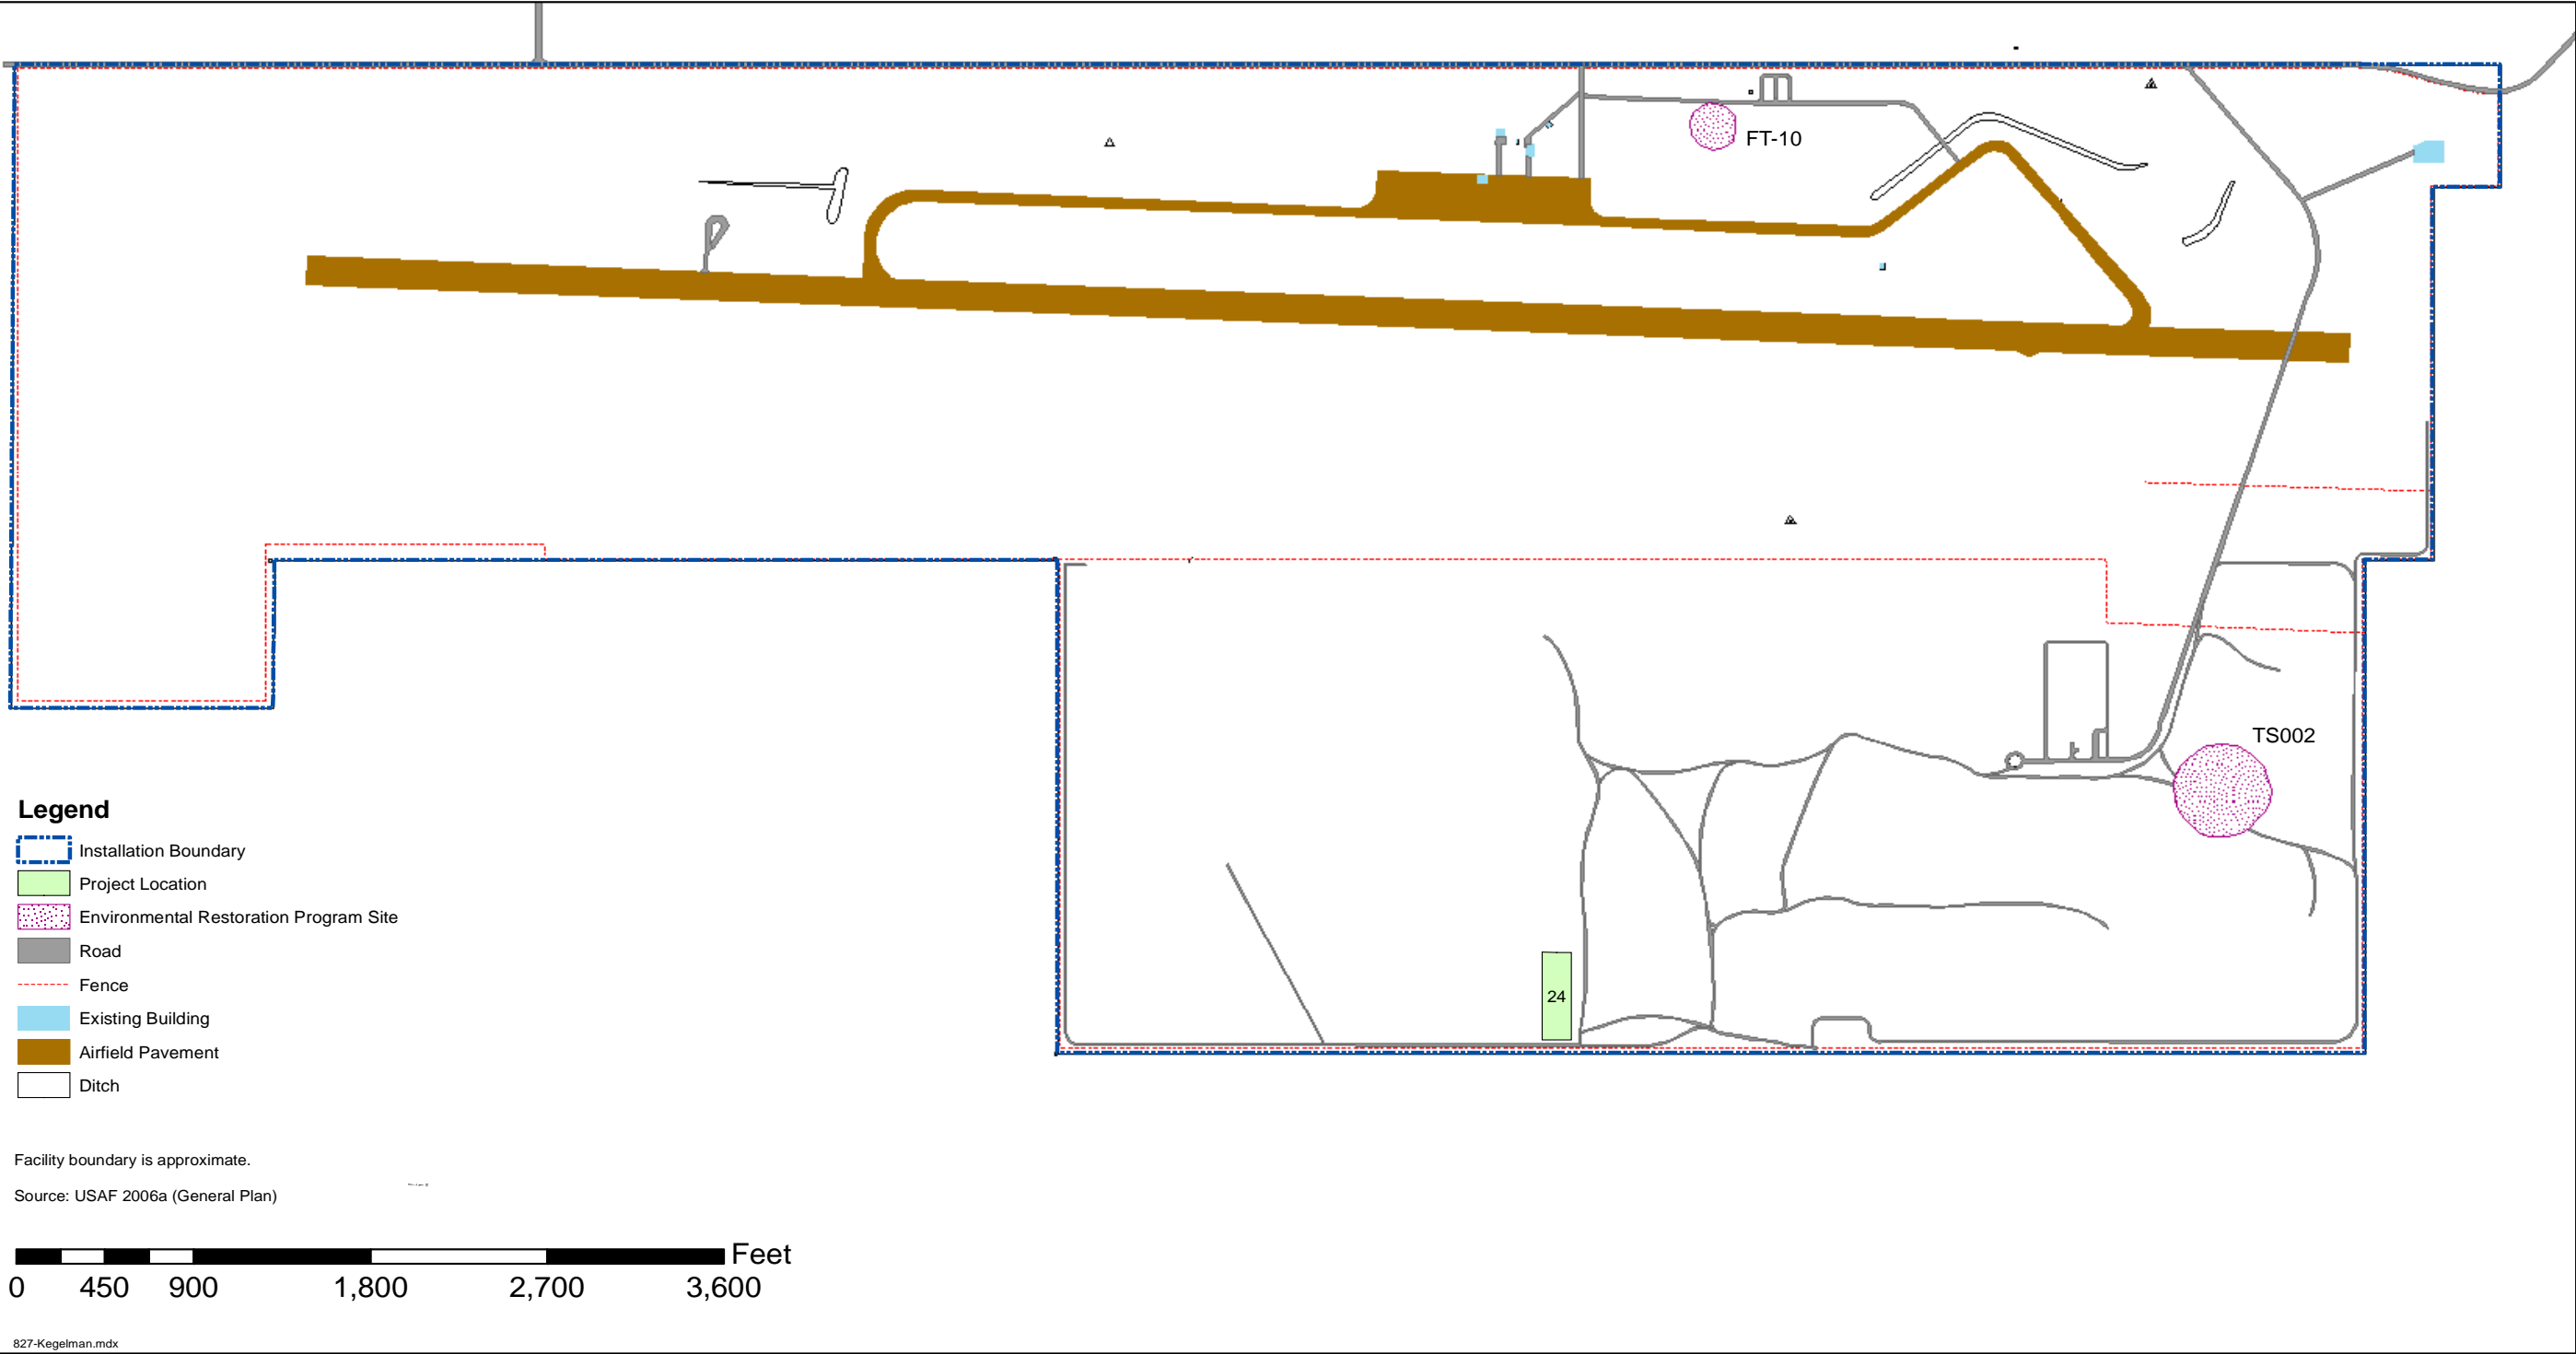 FT-10
TS002
24
Legend
Installation Boundary
Project Location
Environmental Restoration Program Site
Road
Fence
Existing Building
Airfield Pavement
Ditch
Facility boundary is approximate.
Source: USAF 2006a (General Plan)
Feet
0 450 900 1,800 2,700 3,600
827-Kegelman.mdx